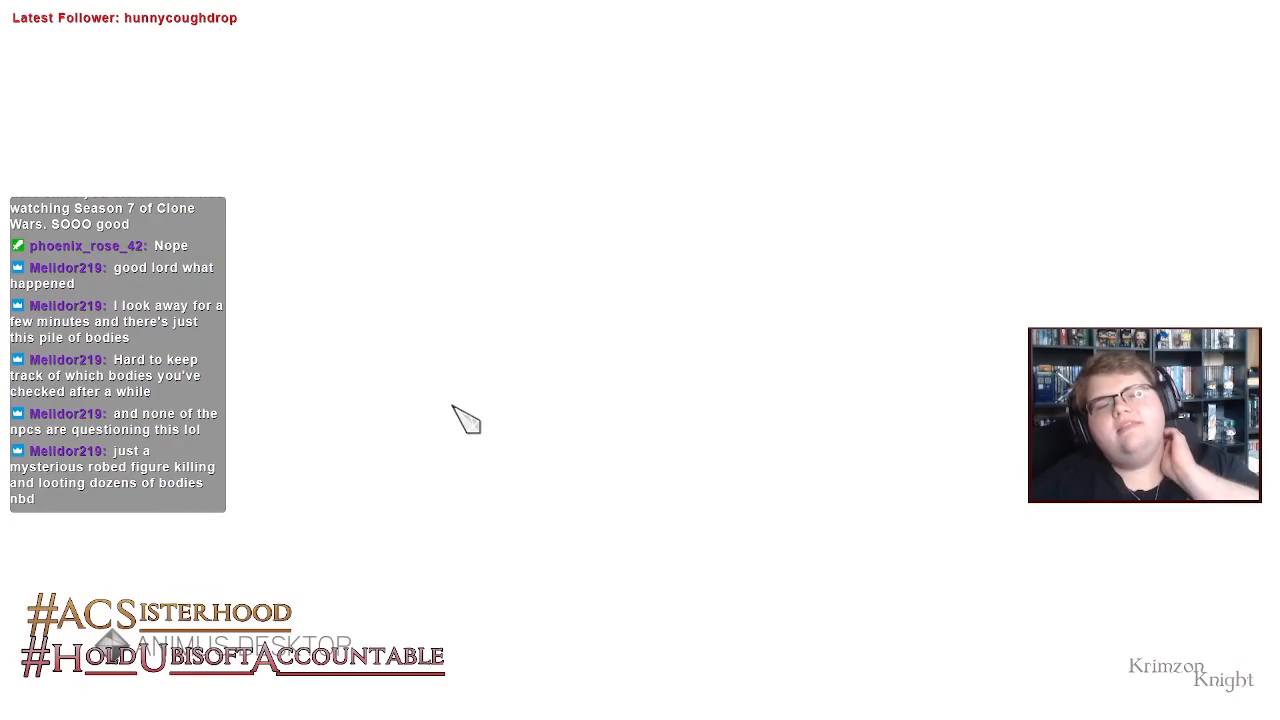 Latest Follower: hunnycoughdrop
watching Season 7 of Clone
Wars. SOOO good
phoenix_rose_42: Nope
Melidor219: good lord what
happened
Melidor219: I look away for a
few minutes and there's just
this pile of bodies
Melidor219: Hard to keep
track of which bodies you've
checked after a while
Melidor219: and none of the
npcs are questioning this lol
Melidor219: just a
mysterious robed figure killing
and looting dozens of bodies
nbd
#ACSisterhood
ANIMUS DESKTOP
#HoldUbisoftAccountable
Krimzon
Knight